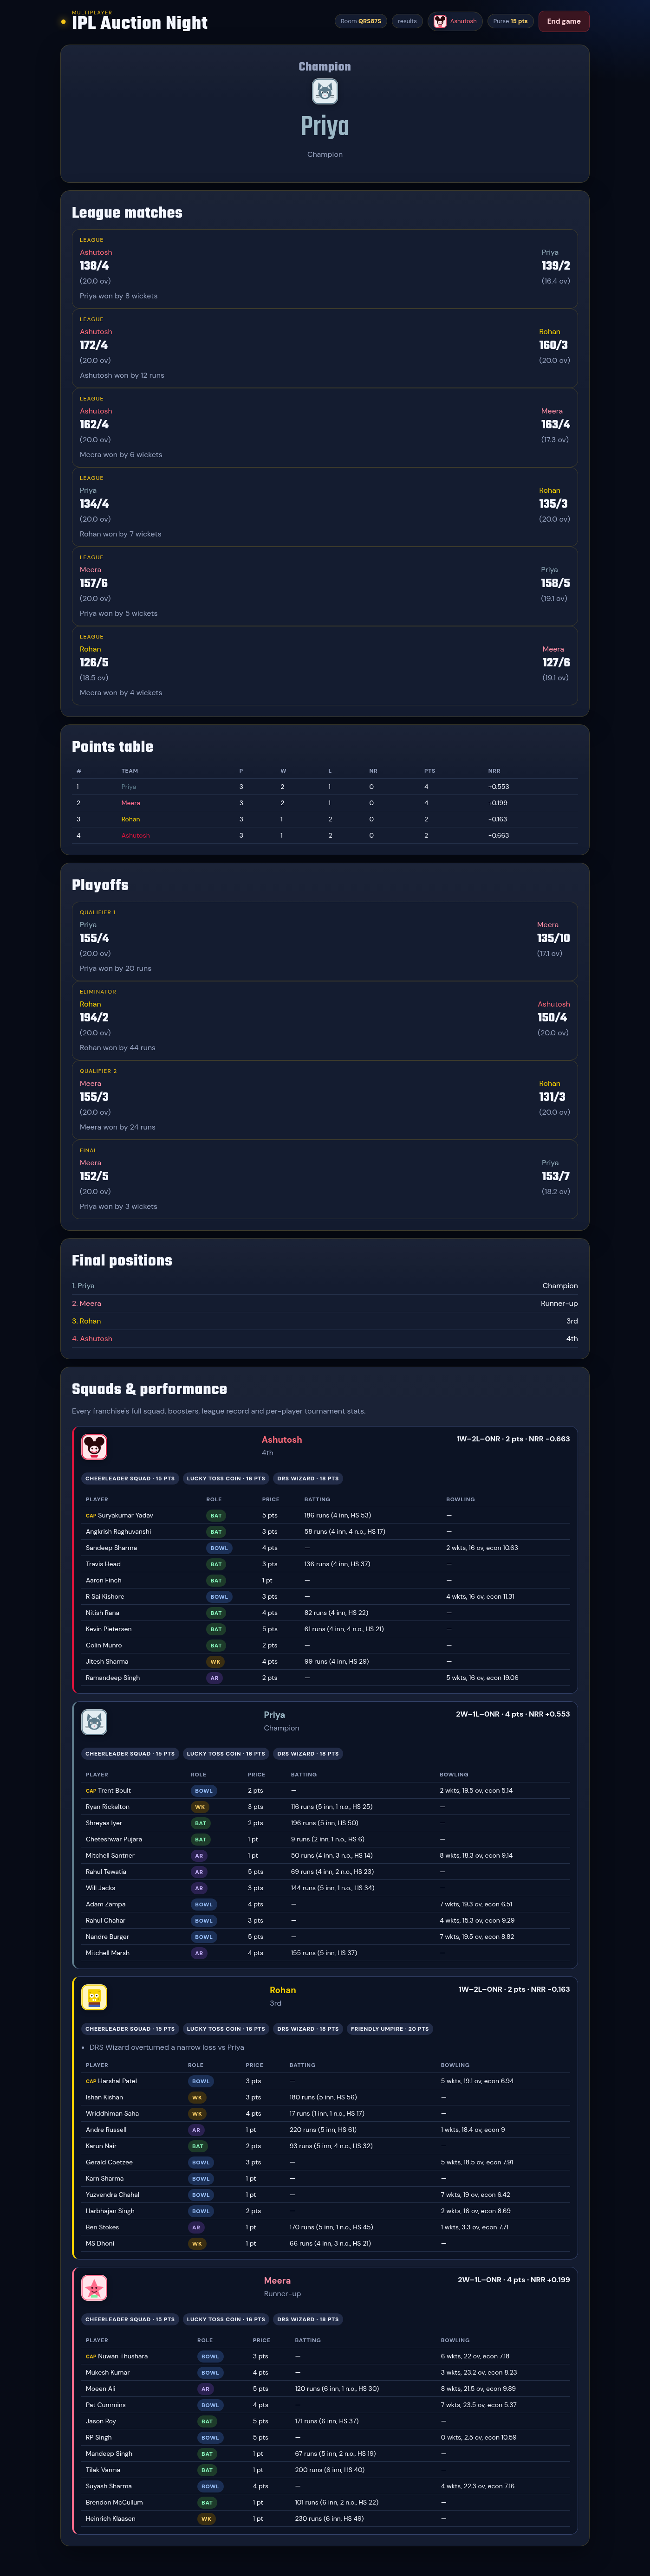 MULTIPLAYER
IPL Auction Night
Room QRS87S
results
Ashutosh
Purse 15 pts
End game
Champion
Priya
Champion
League matches
LEAGUE
Ashutosh Priya
138/4 139/2
(20.0 ov) (16.4 ov)
Priya won by 8 wickets
LEAGUE
Ashutosh Rohan
172/4 160/3
(20.0 ov) (20.0 ov)
Ashutosh won by 12 runs
LEAGUE
Ashutosh Meera
162/4 163/4
(20.0 ov) (17.3 ov)
Meera won by 6 wickets
LEAGUE
Priya Rohan
134/4 135/3
(20.0 ov) (20.0 ov)
Rohan won by 7 wickets
LEAGUE
Meera Priya
157/6 158/5
(20.0 ov) (19.1 ov)
Priya won by 5 wickets
LEAGUE
Rohan Meera
126/5 127/6
(18.5 ov) (19.1 ov)
Meera won by 4 wickets
Points table
# TEAM P W L NR PTS NRR
1 Priya 3 2 1 0 4 +0.553
2 Meera 3 2 1 0 4 +0.199
3 Rohan 3 1 2 0 2 -0.163
4 Ashutosh 3 1 2 0 2 -0.663
Playoffs
QUALIFIER 1
Priya Meera
155/4 135/10
(20.0 ov) (17.1 ov)
Priya won by 20 runs
ELIMINATOR
Rohan Ashutosh
194/2 150/4
(20.0 ov) (20.0 ov)
Rohan won by 44 runs
QUALIFIER 2
Meera Rohan
155/3 131/3
(20.0 ov) (20.0 ov)
Meera won by 24 runs
FINAL
Meera Priya
152/5 153/7
(20.0 ov) (18.2 ov)
Priya won by 3 wickets
Final positions
1. Priya Champion
2. Meera Runner-up
3. Rohan 3rd
4. Ashutosh 4th
Squads & performance
Every franchise's full squad, boosters, league record and per-player tournament stats.
Ashutosh 1W–2L–0NR · 2 pts · NRR -0.663
4th
CHEERLEADER SQUAD · 15 PTS LUCKY TOSS COIN · 16 PTS DRS WIZARD · 18 PTS
PLAYER ROLE PRICE BATTING BOWLING
CAP Suryakumar Yadav BAT 5 pts 186 runs (4 inn, HS 53) —
Angkrish Raghuvanshi BAT 3 pts 58 runs (4 inn, 4 n.o., HS 17) —
Sandeep Sharma BOWL 4 pts — 2 wkts, 16 ov, econ 10.63
Travis Head BAT 3 pts 136 runs (4 inn, HS 37) —
Aaron Finch BAT 1 pt — —
R Sai Kishore BOWL 3 pts — 4 wkts, 16 ov, econ 11.31
Nitish Rana BAT 4 pts 82 runs (4 inn, HS 22) —
Kevin Pietersen BAT 5 pts 61 runs (4 inn, 4 n.o., HS 21) —
Colin Munro BAT 2 pts — —
Jitesh Sharma WK 4 pts 99 runs (4 inn, HS 29) —
Ramandeep Singh AR 2 pts — 5 wkts, 16 ov, econ 19.06
Priya 2W–1L–0NR · 4 pts · NRR +0.553
Champion
CHEERLEADER SQUAD · 15 PTS LUCKY TOSS COIN · 16 PTS DRS WIZARD · 18 PTS
PLAYER ROLE PRICE BATTING BOWLING
CAP Trent Boult BOWL 2 pts — 2 wkts, 19.5 ov, econ 5.14
Ryan Rickelton WK 3 pts 116 runs (5 inn, 1 n.o., HS 25) —
Shreyas Iyer BAT 2 pts 196 runs (5 inn, HS 50) —
Cheteshwar Pujara BAT 1 pt 9 runs (2 inn, 1 n.o., HS 6) —
Mitchell Santner AR 1 pt 50 runs (4 inn, 3 n.o., HS 14) 8 wkts, 18.3 ov, econ 9.14
Rahul Tewatia AR 5 pts 69 runs (4 inn, 2 n.o., HS 23) —
Will Jacks AR 3 pts 144 runs (5 inn, 1 n.o., HS 34) —
Adam Zampa BOWL 4 pts — 7 wkts, 19.3 ov, econ 6.51
Rahul Chahar BOWL 3 pts — 4 wkts, 15.3 ov, econ 9.29
Nandre Burger BOWL 5 pts — 7 wkts, 19.5 ov, econ 8.82
Mitchell Marsh AR 4 pts 155 runs (5 inn, HS 37) —
Rohan 1W–2L–0NR · 2 pts · NRR -0.163
3rd
CHEERLEADER SQUAD · 15 PTS LUCKY TOSS COIN · 16 PTS DRS WIZARD · 18 PTS FRIENDLY UMPIRE · 20 PTS
• DRS Wizard overturned a narrow loss vs Priya
PLAYER ROLE PRICE BATTING BOWLING
CAP Harshal Patel BOWL 3 pts — 5 wkts, 19.1 ov, econ 6.94
Ishan Kishan WK 3 pts 180 runs (5 inn, HS 56) —
Wriddhiman Saha WK 4 pts 17 runs (1 inn, 1 n.o., HS 17) —
Andre Russell AR 1 pt 220 runs (5 inn, HS 61) 1 wkts, 18.4 ov, econ 9
Karun Nair BAT 2 pts 93 runs (5 inn, 4 n.o., HS 32) —
Gerald Coetzee BOWL 3 pts — 5 wkts, 18.5 ov, econ 7.91
Karn Sharma BOWL 1 pt — —
Yuzvendra Chahal BOWL 1 pt — 7 wkts, 19 ov, econ 6.42
Harbhajan Singh BOWL 2 pts — 2 wkts, 16 ov, econ 8.69
Ben Stokes AR 1 pt 170 runs (5 inn, 1 n.o., HS 45) 1 wkts, 3.3 ov, econ 7.71
MS Dhoni WK 1 pt 66 runs (4 inn, 3 n.o., HS 21) —
Meera 2W–1L–0NR · 4 pts · NRR +0.199
Runner-up
CHEERLEADER SQUAD · 15 PTS LUCKY TOSS COIN · 16 PTS DRS WIZARD · 18 PTS
PLAYER ROLE PRICE BATTING BOWLING
CAP Nuwan Thushara BOWL 3 pts — 6 wkts, 22 ov, econ 7.18
Mukesh Kumar BOWL 4 pts — 3 wkts, 23.2 ov, econ 8.23
Moeen Ali AR 5 pts 120 runs (6 inn, 1 n.o., HS 30) 8 wkts, 21.5 ov, econ 9.89
Pat Cummins BOWL 4 pts — 7 wkts, 23.5 ov, econ 5.37
Jason Roy BAT 5 pts 171 runs (6 inn, HS 37) —
RP Singh BOWL 5 pts — 0 wkts, 2.5 ov, econ 10.59
Mandeep Singh BAT 1 pt 67 runs (5 inn, 2 n.o., HS 19) —
Tilak Varma BAT 1 pt 200 runs (6 inn, HS 40) —
Suyash Sharma BOWL 4 pts — 4 wkts, 22.3 ov, econ 7.16
Brendon McCullum BAT 1 pt 101 runs (6 inn, 2 n.o., HS 22) —
Heinrich Klaasen WK 1 pt 230 runs (6 inn, HS 49) —